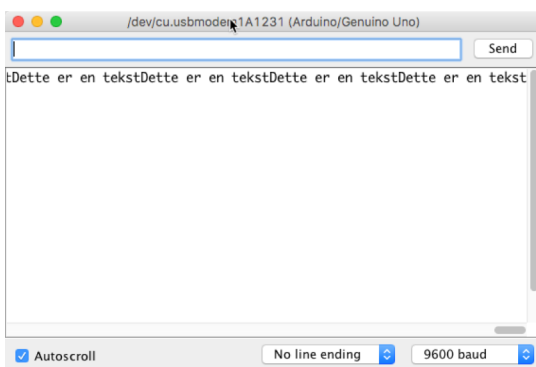 /dev/cu.usbmodem1A1231 (Arduino/Genuino Uno)
Send
tDette er en tekstDette er en tekstDette er en tekstDette er en tekst
Autoscroll
No line ending
9600 baud